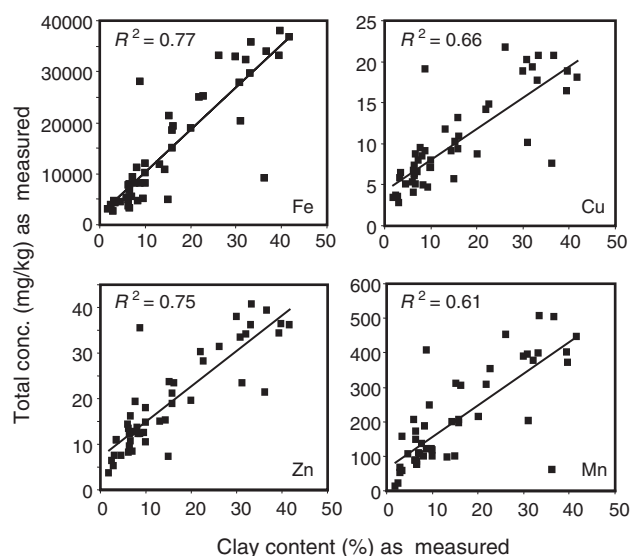 Total conc. (mg/kg) as measured
40000
30000
20000
10000
0
R² = 0.77
Fe
0 10 20 30 40 50
25
20
15
10
5
0
R² = 0.66
Cu
0 10 20 30 40 50
40
30
20
10
0
R² = 0.75
Zn
0 10 20 30 40 50
600
500
400
300
200
100
0
R² = 0.61
Mn
0 10 20 30 40 50
Clay content (%) as measured